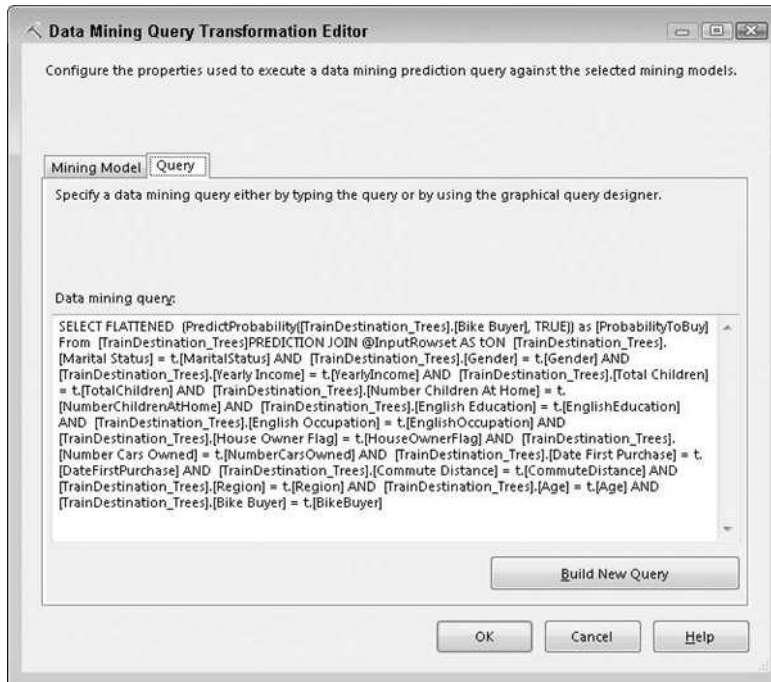 Data Mining Query Transformation Editor
Configure the properties used to execute a data mining prediction query against the selected mining models.
Mining Model Query
Specify a data mining query either by typing the query or by using the graphical query designer.
Data mining query:
SELECT FLATTENED (PredictProbability([TrainDestination_Trees].[Bike Buyer], TRUE)) as [ProbabilityToBuy]
From [TrainDestination_Trees]PREDICTION JOIN @InputRowset AS tON [TrainDestination_Trees].
[Marital Status] = t.[MaritalStatus] AND [TrainDestination_Trees].[Gender] = t.[Gender] AND
[TrainDestination_Trees].[Yearly Income] = t.[YearlyIncome] AND [TrainDestination_Trees].[Total Children]
= t.[TotalChildren] AND [TrainDestination_Trees].[Number Children At Home] = t.
[NumberChildrenAtHome] AND [TrainDestination_Trees].[English Education] = t.[EnglishEducation]
AND [TrainDestination_Trees].[English Occupation] = t.[EnglishOccupation] AND
[TrainDestination_Trees].[House Owner Flag] = t.[HouseOwnerFlag] AND [TrainDestination_Trees].
[Number Cars Owned] = t.[NumberCarsOwned] AND [TrainDestination_Trees].[Date First Purchase] = t.
[DateFirstPurchase] AND [TrainDestination_Trees].[Commute Distance] = t.[CommuteDistance] AND
[TrainDestination_Trees].[Region] = t.[Region] AND [TrainDestination_Trees].[Age] = t.[Age] AND
[TrainDestination_Trees].[Bike Buyer] = t.[BikeBuyer]
Build New Query
OK Cancel Help